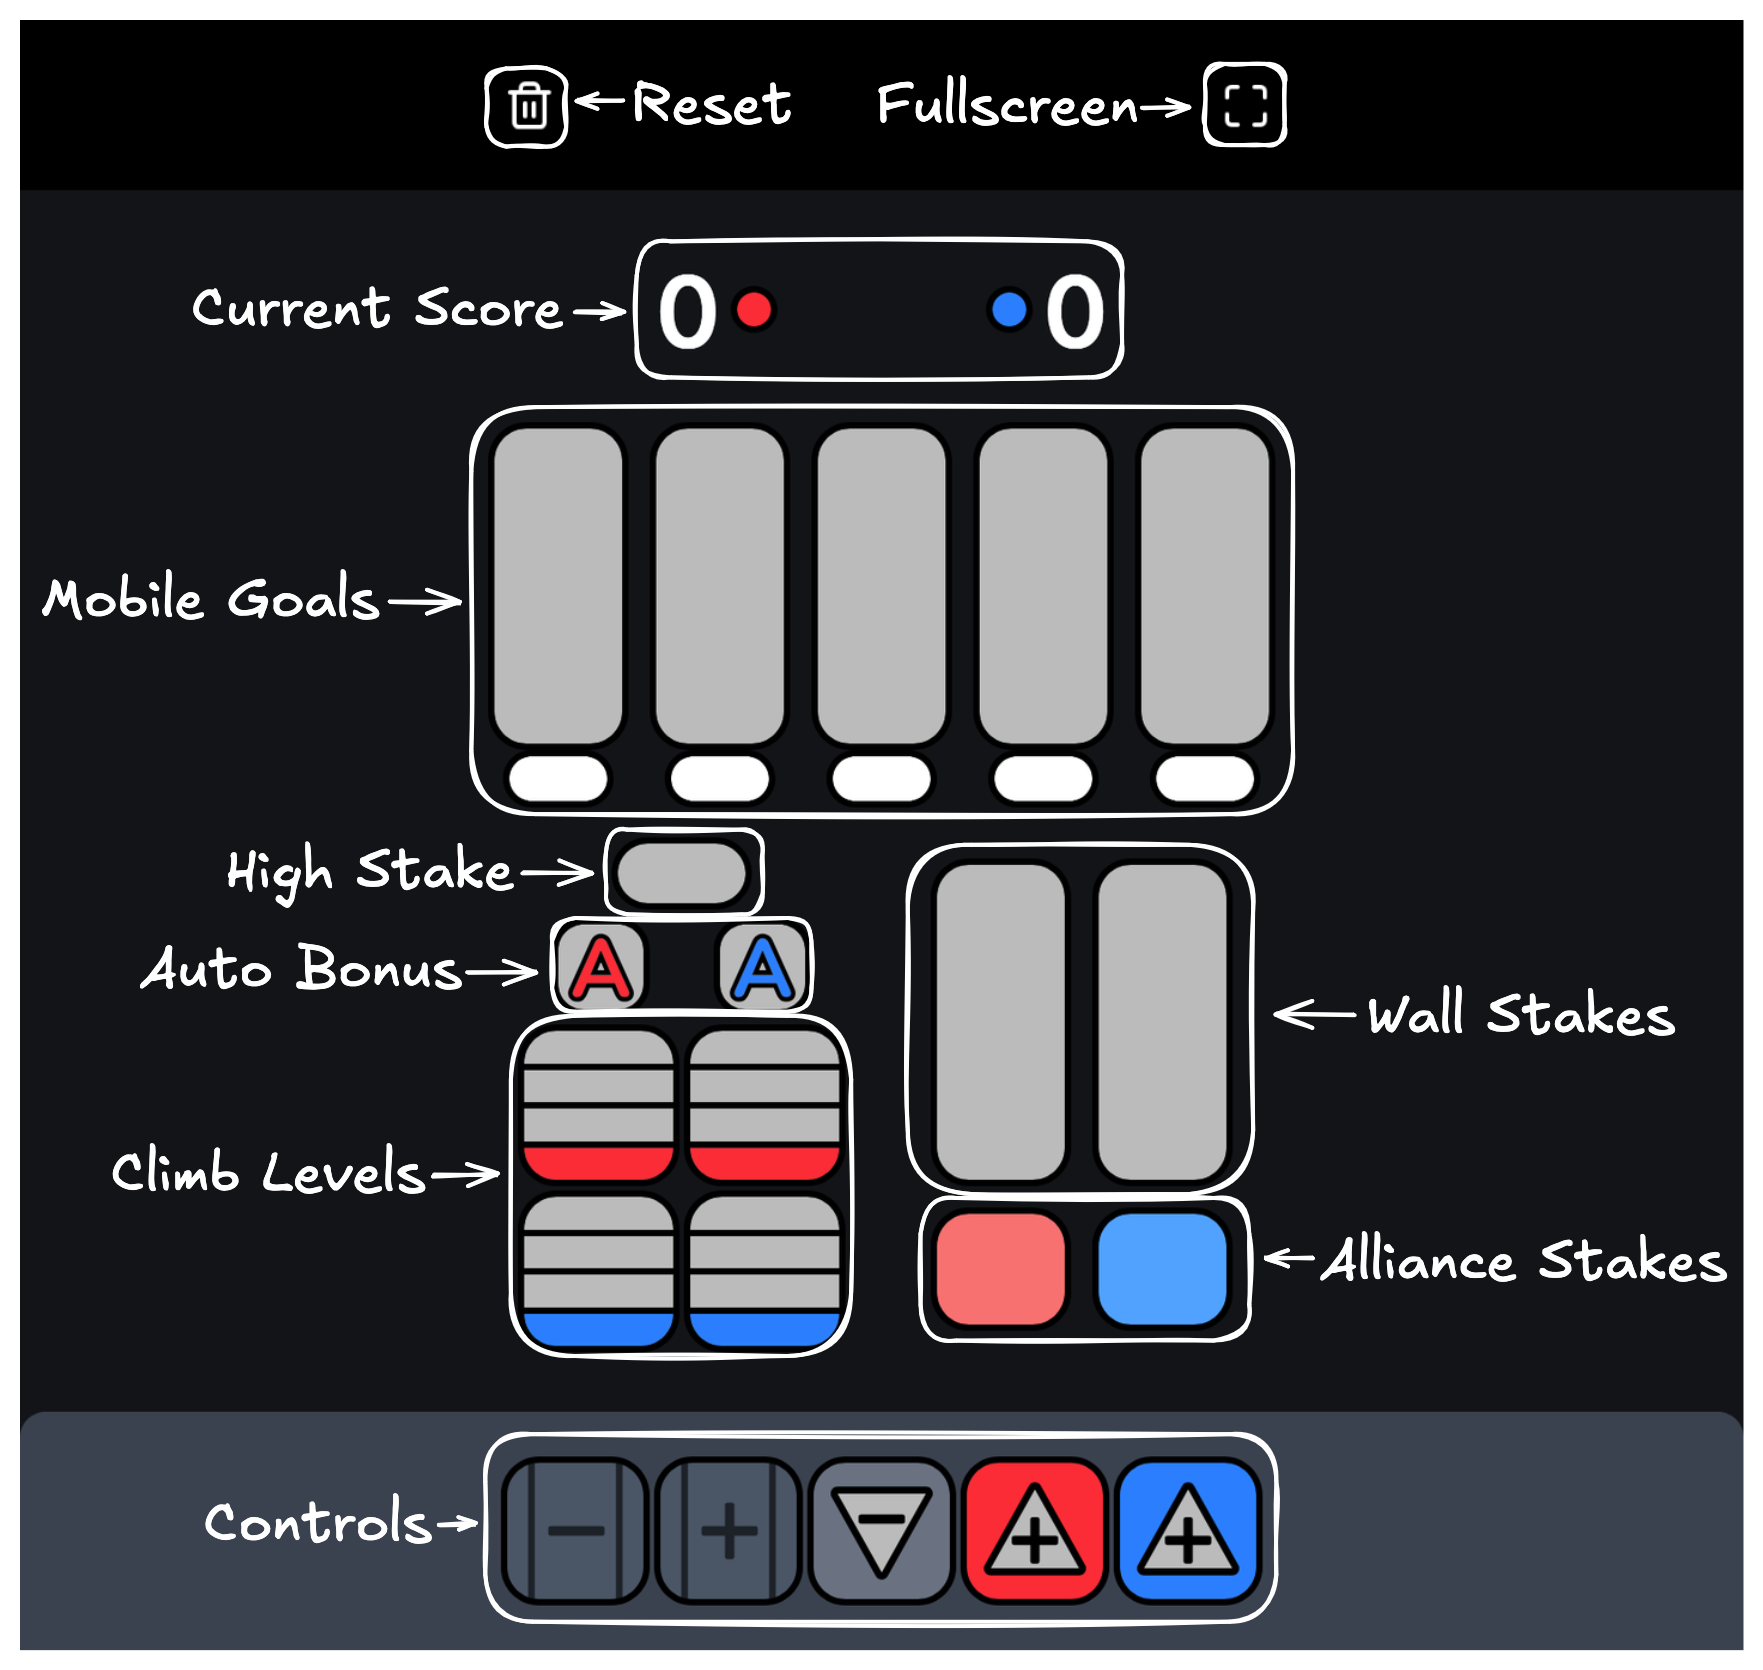 Reset
Fullscreen
Current Score
0
0
Mobile Goals
High Stake
Auto Bonus
A
A
Wall Stakes
Climb Levels
Alliance Stakes
Controls
−
+
−
+
+